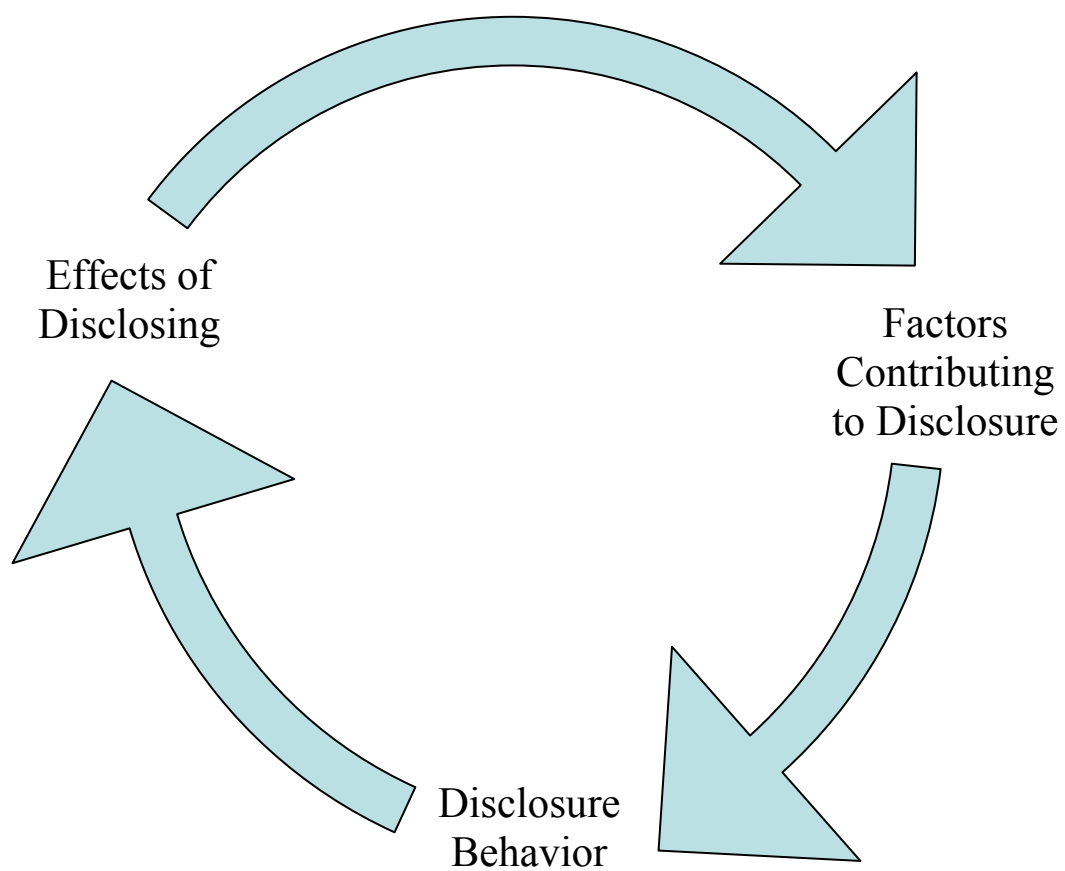 Effects of
Disclosing
Factors
Contributing
to Disclosure
Disclosure
Behavior